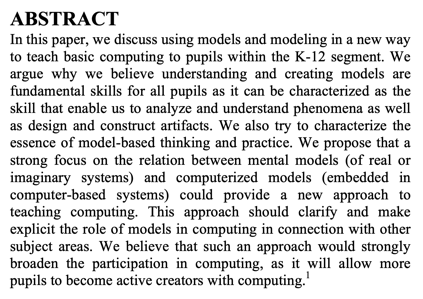 ABSTRACT
In this paper, we discuss using models and modeling in a new way
to teach basic computing to pupils within the K-12 segment. We
argue why we believe understanding and creating models are
fundamental skills for all pupils as it can be characterized as the
skill that enable us to analyze and understand phenomena as well
as design and construct artifacts. We also try to characterize the
essence of model-based thinking and practice. We propose that a
strong focus on the relation between mental models (of real or
imaginary systems) and computerized models (embedded in
computer-based systems) could provide a new approach to
teaching computing. This approach should clarify and make
explicit the role of models in computing in connection with other
subject areas. We believe that such an approach would strongly
broaden the participation in computing, as it will allow more
pupils to become active creators with computing.1